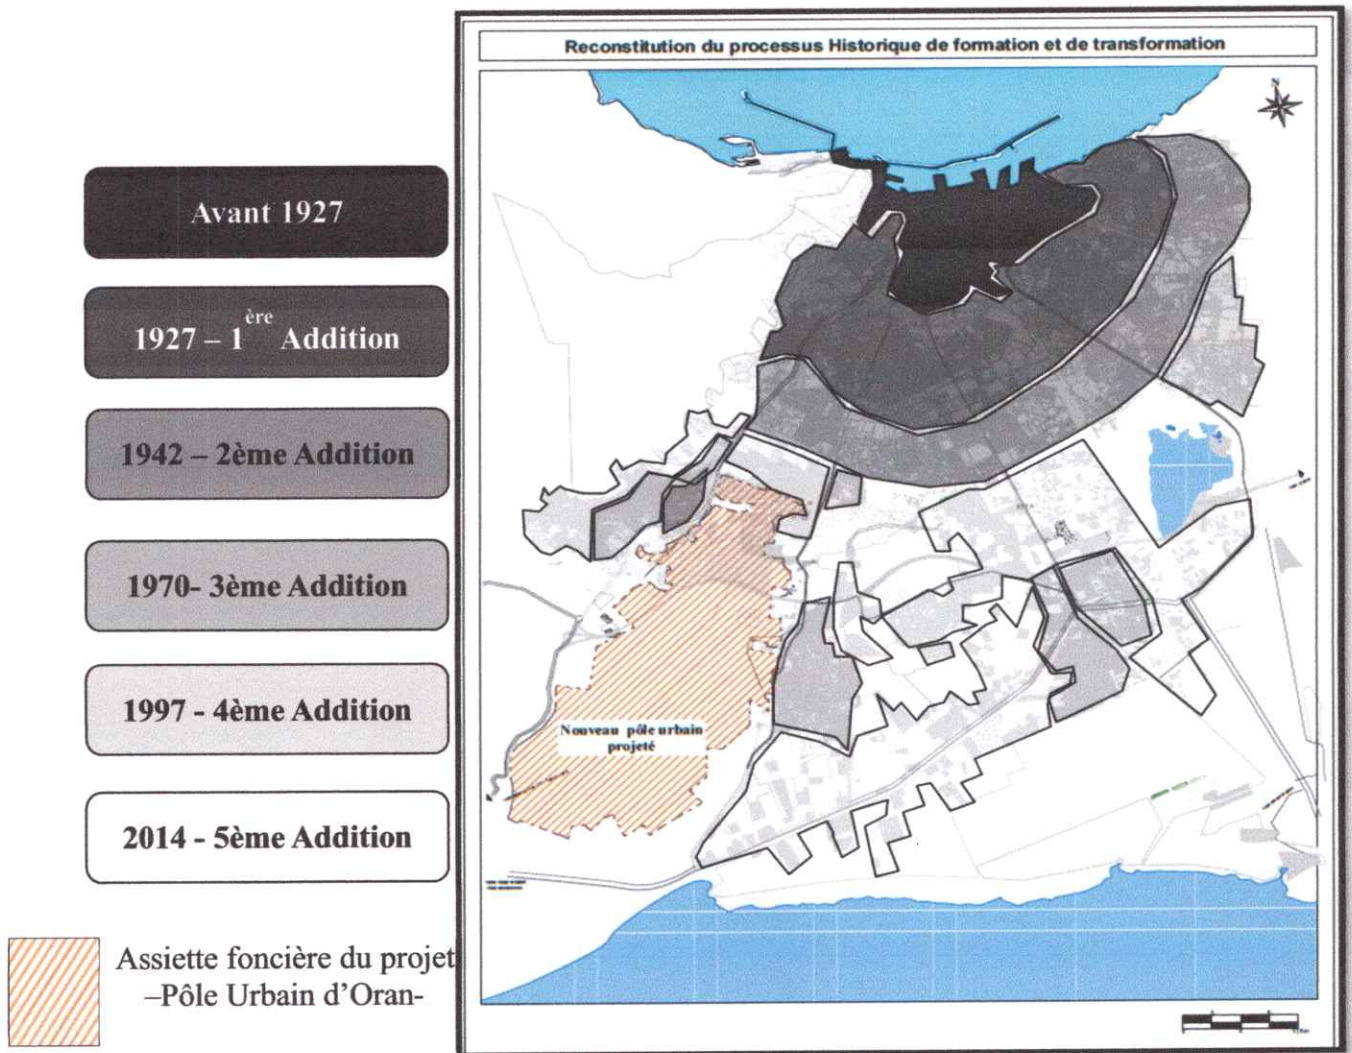 Reconstitution du processus Historique de formation et de transformation
N
Avant 1927
1927 – 1ère Addition
1942 – 2ème Addition
1970- 3ème Addition
1997 - 4ème Addition
2014 - 5ème Addition
Nouveau pôle urbain
projeté
Assiette foncière du projet
–Pôle Urbain d'Oran-